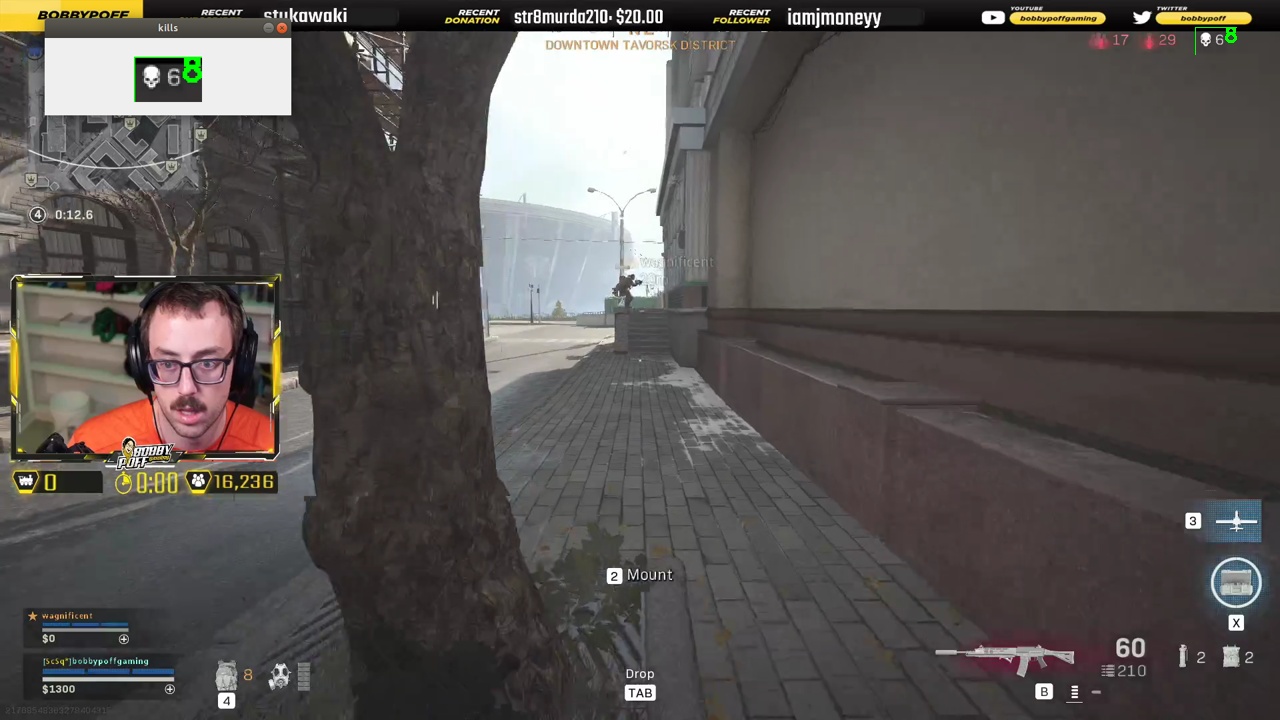 BOBBYPOFF
RECENT
stukawaki
RECENT
DONATION
str8murda210: $20.00
RECENT
FOLLOWER
iamjmoneyy
YOUTUBE
bobbypoffgaming
TWITTER
bobbypoff
kills
6 8
DOWNTOWN TAVORSK DISTRICT
17
29
6 8
4 0:12.6
wagnificent
BOBBY
POFF
0
0:00
16,236
2 Mount
3
X
wagnificent
$0
[ScSq*]bobbypoffgaming
$1300
8
4
Drop
TAB
60
210
2
2
B